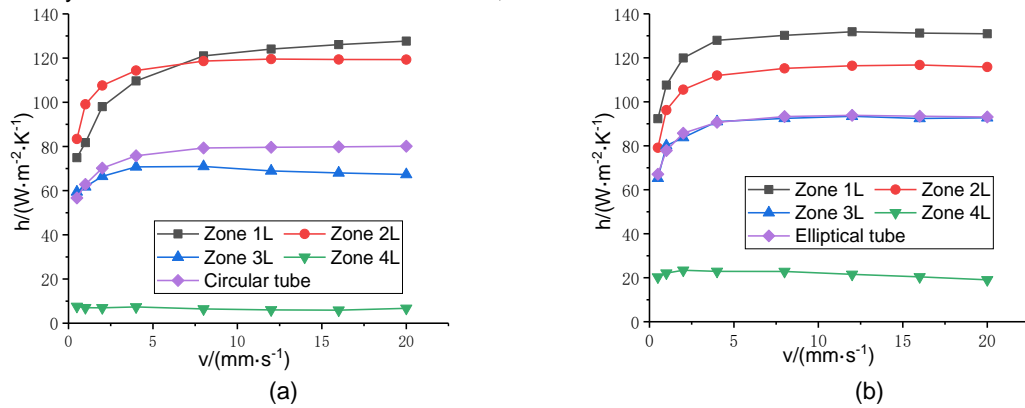 140
120
100
80
60
40
20
0
h/(W·m⁻²·K⁻¹)
Zone 1L Zone 2L
Zone 3L Zone 4L
Circular tube
0 5 10 15 20
v/(mm·s⁻¹)
(a)
140
120
100
80
60
40
20
0
h/(W·m⁻²·K⁻¹)
Zone 1L Zone 2L
Zone 3L Zone 4L
Elliptical tube
0 5 10 15 20
v/(mm·s⁻¹)
(b)